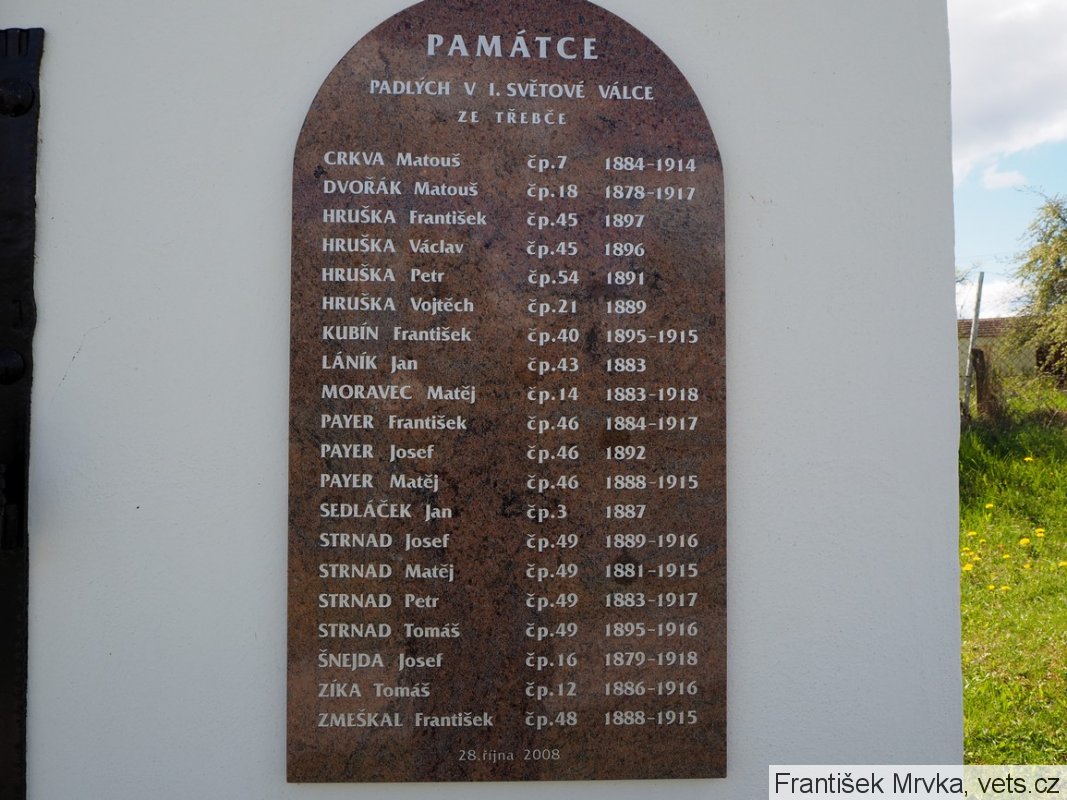 PAMÁTCE
PADLÝCH V I. SVĚTOVÉ VÁLCE
ZE TŘEBČE
CRKVA Matouš čp.7 1884-1914
DVOŘÁK Matouš čp.18 1878-1917
HRUŠKA František čp.45 1897
HRUŠKA Václav čp.45 1896
HRUŠKA Petr čp.54 1891
HRUŠKA Vojtěch čp.21 1889
KUBÍN František čp.40 1895-1915
LÁNÍK Jan čp.43 1883
MORAVEC Matěj čp.14 1883-1918
PAYER František čp.46 1884-1917
PAYER Josef čp.46 1892
PAYER Matěj čp.46 1888-1915
SEDLÁČEK Jan čp.3 1887
STRNAD Josef čp.49 1889-1916
STRNAD Matěj čp.49 1881-1915
STRNAD Petr čp.49 1883-1917
STRNAD Tomáš čp.49 1895-1916
ŠNEJDA Josef čp.16 1879-1918
ZÍKA Tomáš čp.12 1886-1916
ZMEŠKAL František čp.48 1888-1915
28.října 2008
František Mrvka, vets.cz